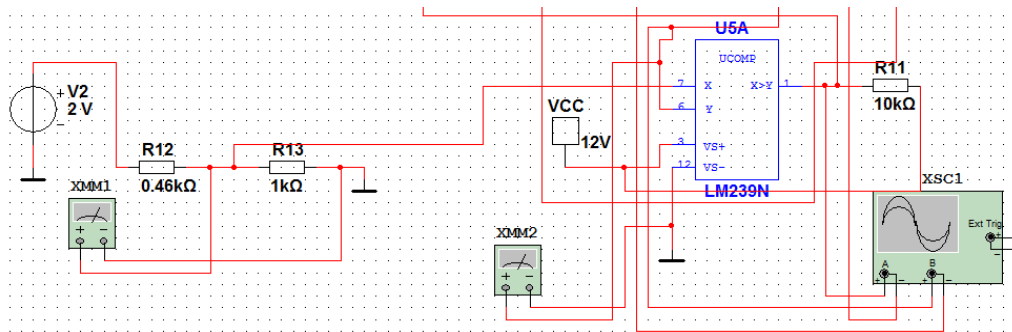 U5A
UCOMP
7
X
X>Y
1
6
Y
3
VS+
12
VS-
LM239N
R11
10kΩ
V2
2 V
+
−
VCC
12V
R12
0.46kΩ
R13
1kΩ
XMM1
+ −
XMM2
+ −
XSC1
Ext Trig
+
−
A
B
+ − + −